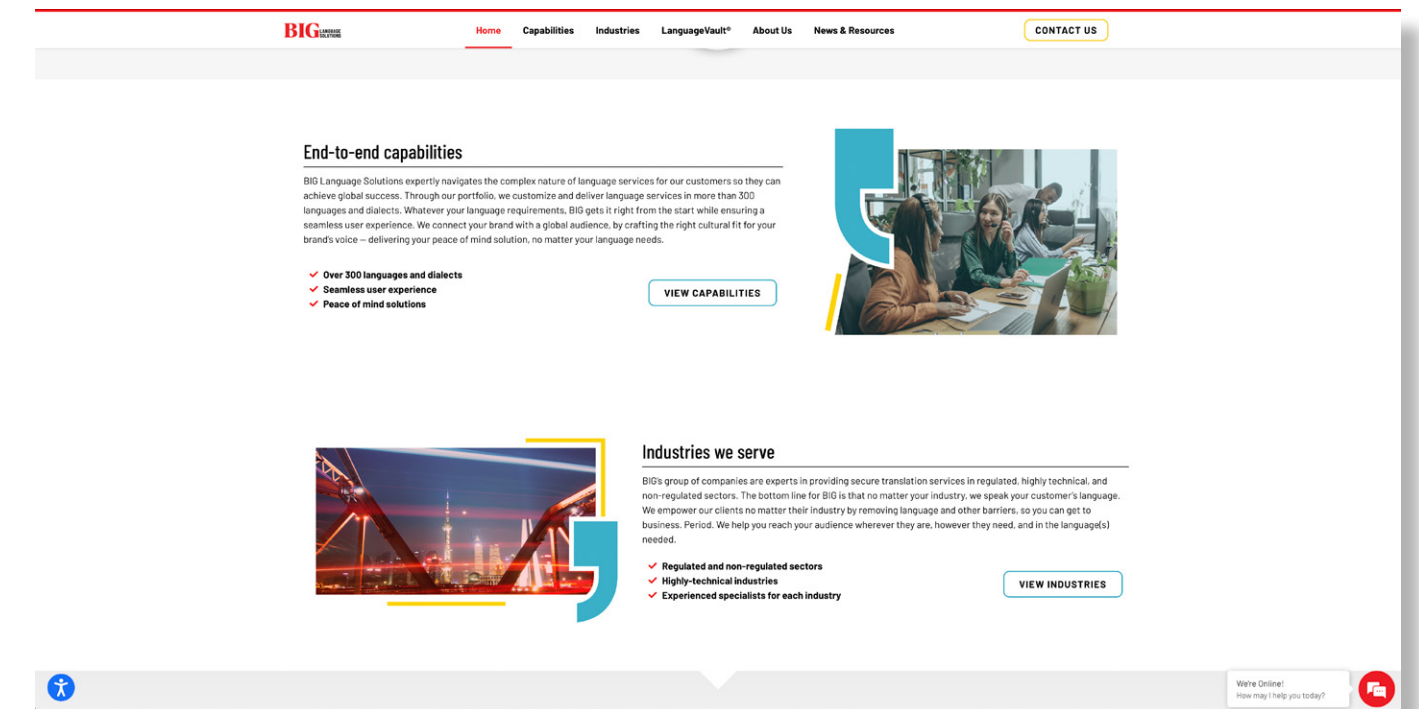 BIG LANGUAGE SOLUTIONS
Home Capabilities Industries LanguageVault® About Us News & Resources CONTACT US
End-to-end capabilities
BIG Language Solutions expertly navigates the complex nature of language services for our customers so they can
achieve global success. Through our portfolio, we customize and deliver language services in more than 300
languages and dialects. Whatever your language requirements, BIG gets it right from the start while ensuring a
seamless user experience. We connect your brand with a global audience, by crafting the right cultural fit for your
brand's voice — delivering your peace of mind solution, no matter your language needs.
Over 300 languages and dialects
Seamless user experience
Peace of mind solutions
VIEW CAPABILITIES
Industries we serve
BIG's group of companies are experts in providing secure translation services in regulated, highly technical, and
non-regulated sectors. The bottom line for BIG is that no matter your industry, we speak your customer's language.
We empower our clients no matter their industry by removing language and other barriers, so you can get to
business. Period. We help you reach your audience wherever they are, however they need, and in the language(s)
needed.
Regulated and non-regulated sectors
Highly-technical industries
Experienced specialists for each industry
VIEW INDUSTRIES
We're Online!
How may I help you today?